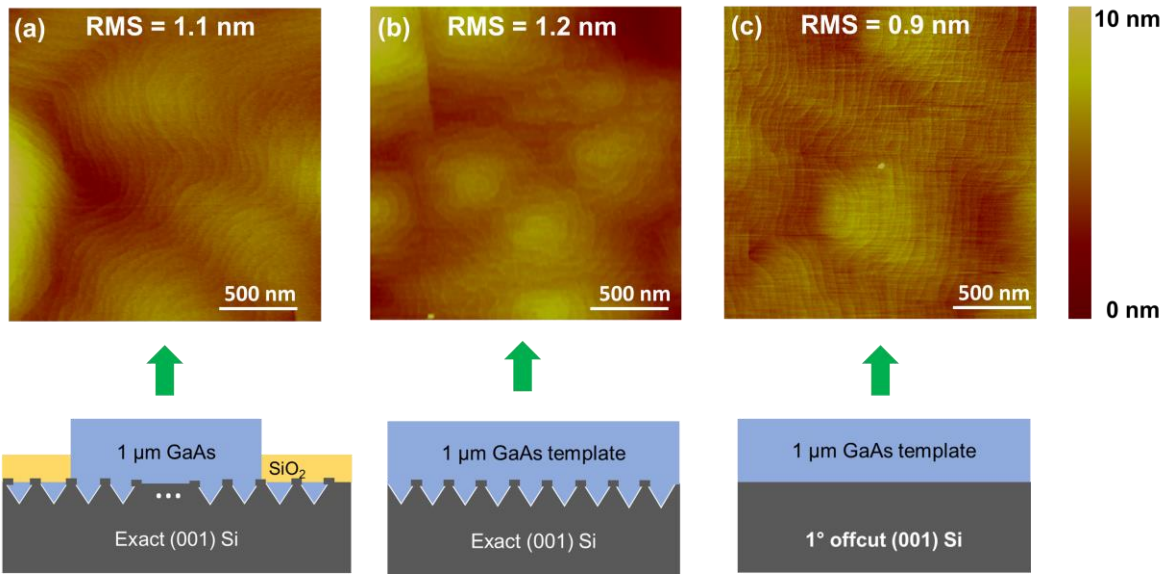 (a) RMS = 1.1 nm
(b) RMS = 1.2 nm
(c) RMS = 0.9 nm
10 nm
0 nm
500 nm
500 nm
500 nm
1 µm GaAs
SiO2
Exact (001) Si
1 µm GaAs template
Exact (001) Si
1 µm GaAs template
1° offcut (001) Si